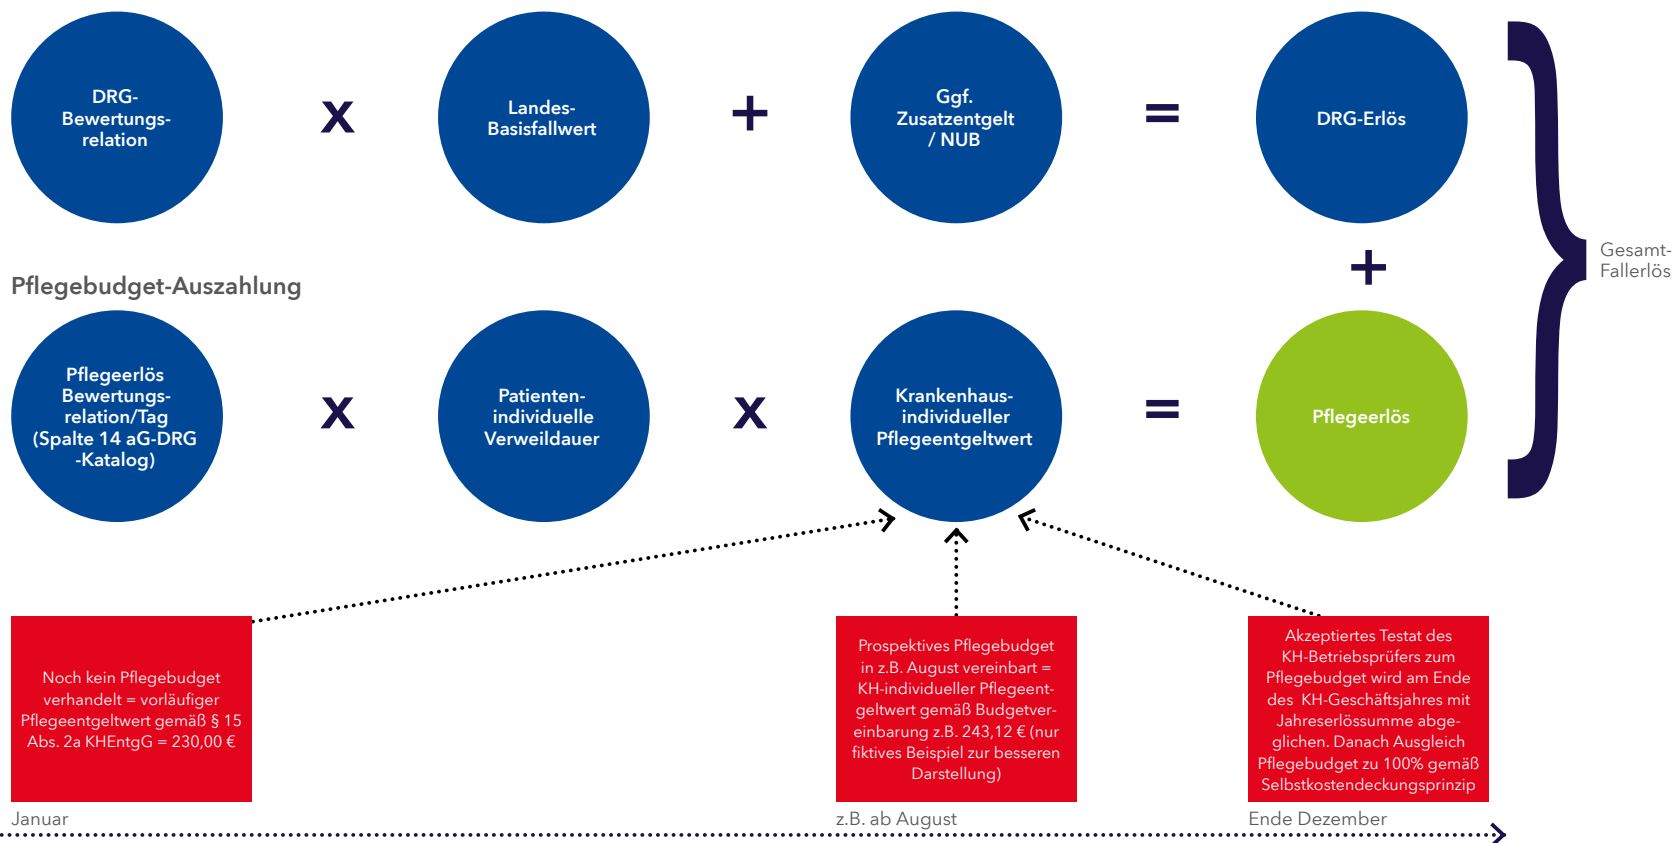 DRG-
Bewertungs-
relation
x
Landes-
Basisfallwert
+
Ggf.
Zusatzentgelt
/ NUB
=
DRG-Erlös
+
}
Gesamt-
Fallerlös
Pflegebudget-Auszahlung
Pflegeerlös
Bewertungs-
relation/Tag
(Spalte 14 aG-DRG
-Katalog)
x
Patienten-
individuelle
Verweildauer
x
Krankenhaus-
individueller
Pflegeentgeltwert
=
Pflegeerlös
Noch kein Pflegebudget
verhandelt = vorläufiger
Pflegeentgeltwert gemäß § 15
Abs. 2a KHEntgG = 230,00 €
Prospektives Pflegebudget
in z.B. August vereinbart =
KH-individueller Pflegeent-
geltwert gemäß Budgetver-
einbarung z.B. 243,12 € (nur
fiktives Beispiel zur besseren
Darstellung)
Akzeptiertes Testat des
KH-Betriebsprüfers zum
Pflegebudget wird am Ende
des KH-Geschäftsjahres mit
Jahreserlössumme abge-
glichen. Danach Ausgleich
Pflegebudget zu 100% gemäß
Selbstkostendeckungsprinzip
Januar
z.B. ab August
Ende Dezember